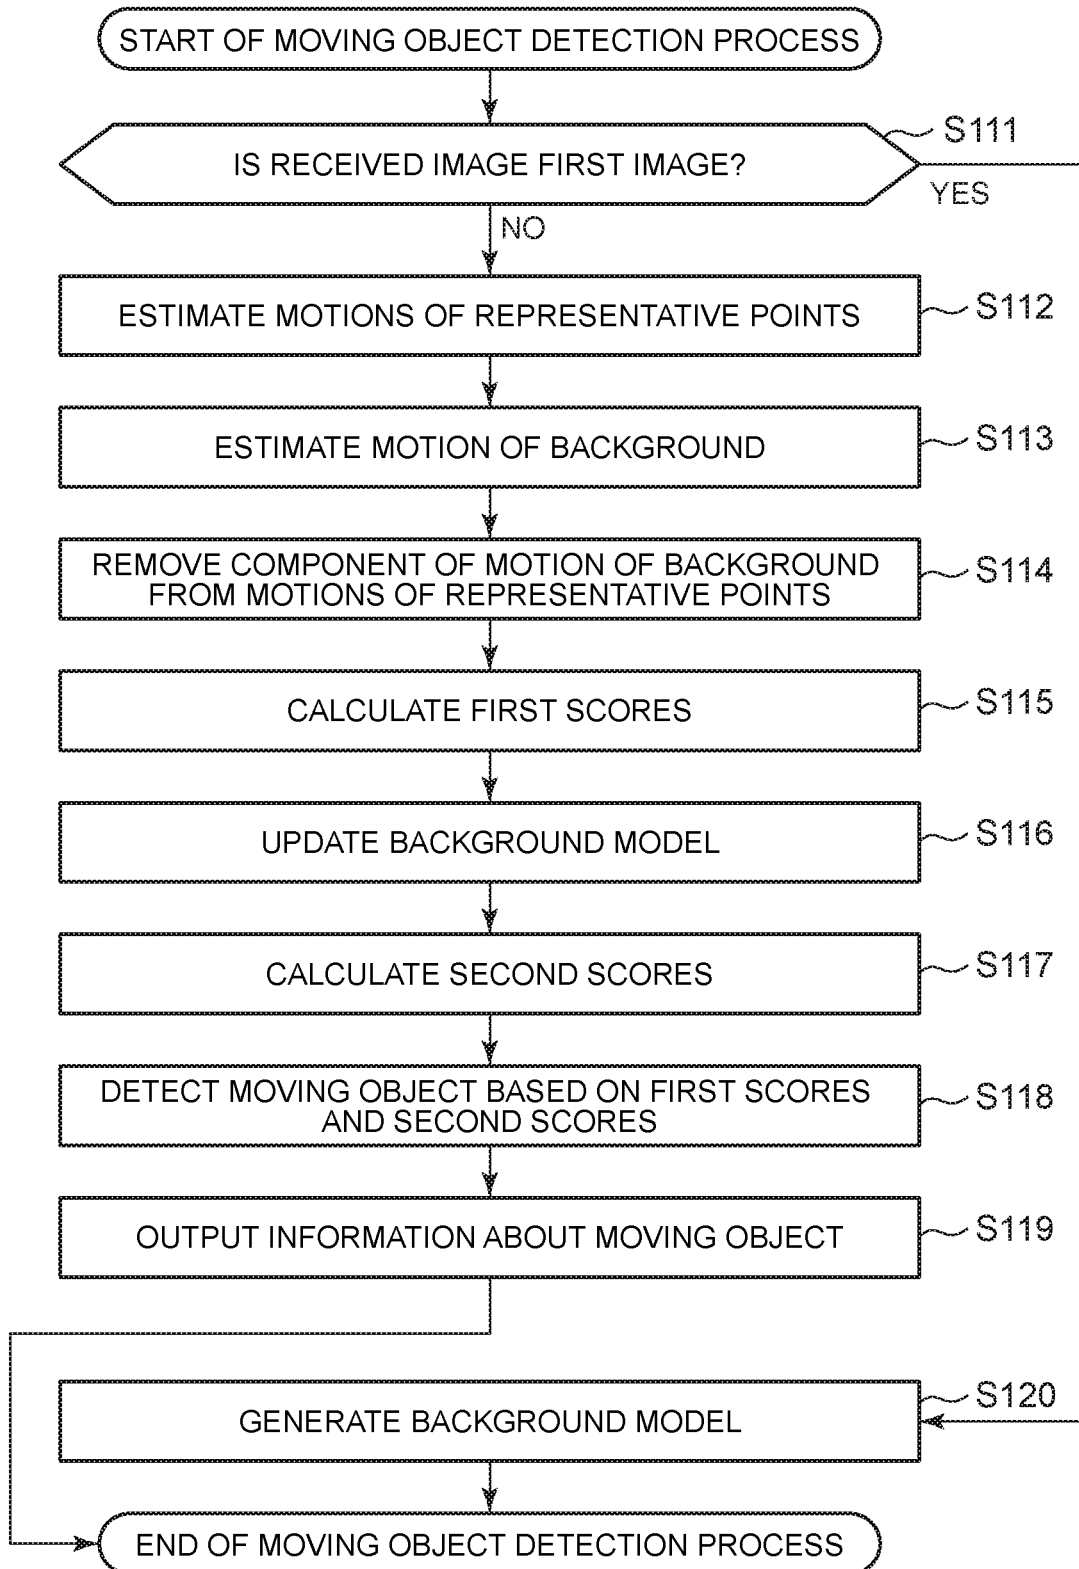 START OF MOVING OBJECT DETECTION PROCESS
S111
IS RECEIVED IMAGE FIRST IMAGE?
YES
NO
ESTIMATE MOTIONS OF REPRESENTATIVE POINTS
S112
ESTIMATE MOTION OF BACKGROUND
S113
REMOVE COMPONENT OF MOTION OF BACKGROUND
FROM MOTIONS OF REPRESENTATIVE POINTS
S114
CALCULATE FIRST SCORES
S115
UPDATE BACKGROUND MODEL
S116
CALCULATE SECOND SCORES
S117
DETECT MOVING OBJECT BASED ON FIRST SCORES
AND SECOND SCORES
S118
OUTPUT INFORMATION ABOUT MOVING OBJECT
S119
GENERATE BACKGROUND MODEL
S120
END OF MOVING OBJECT DETECTION PROCESS